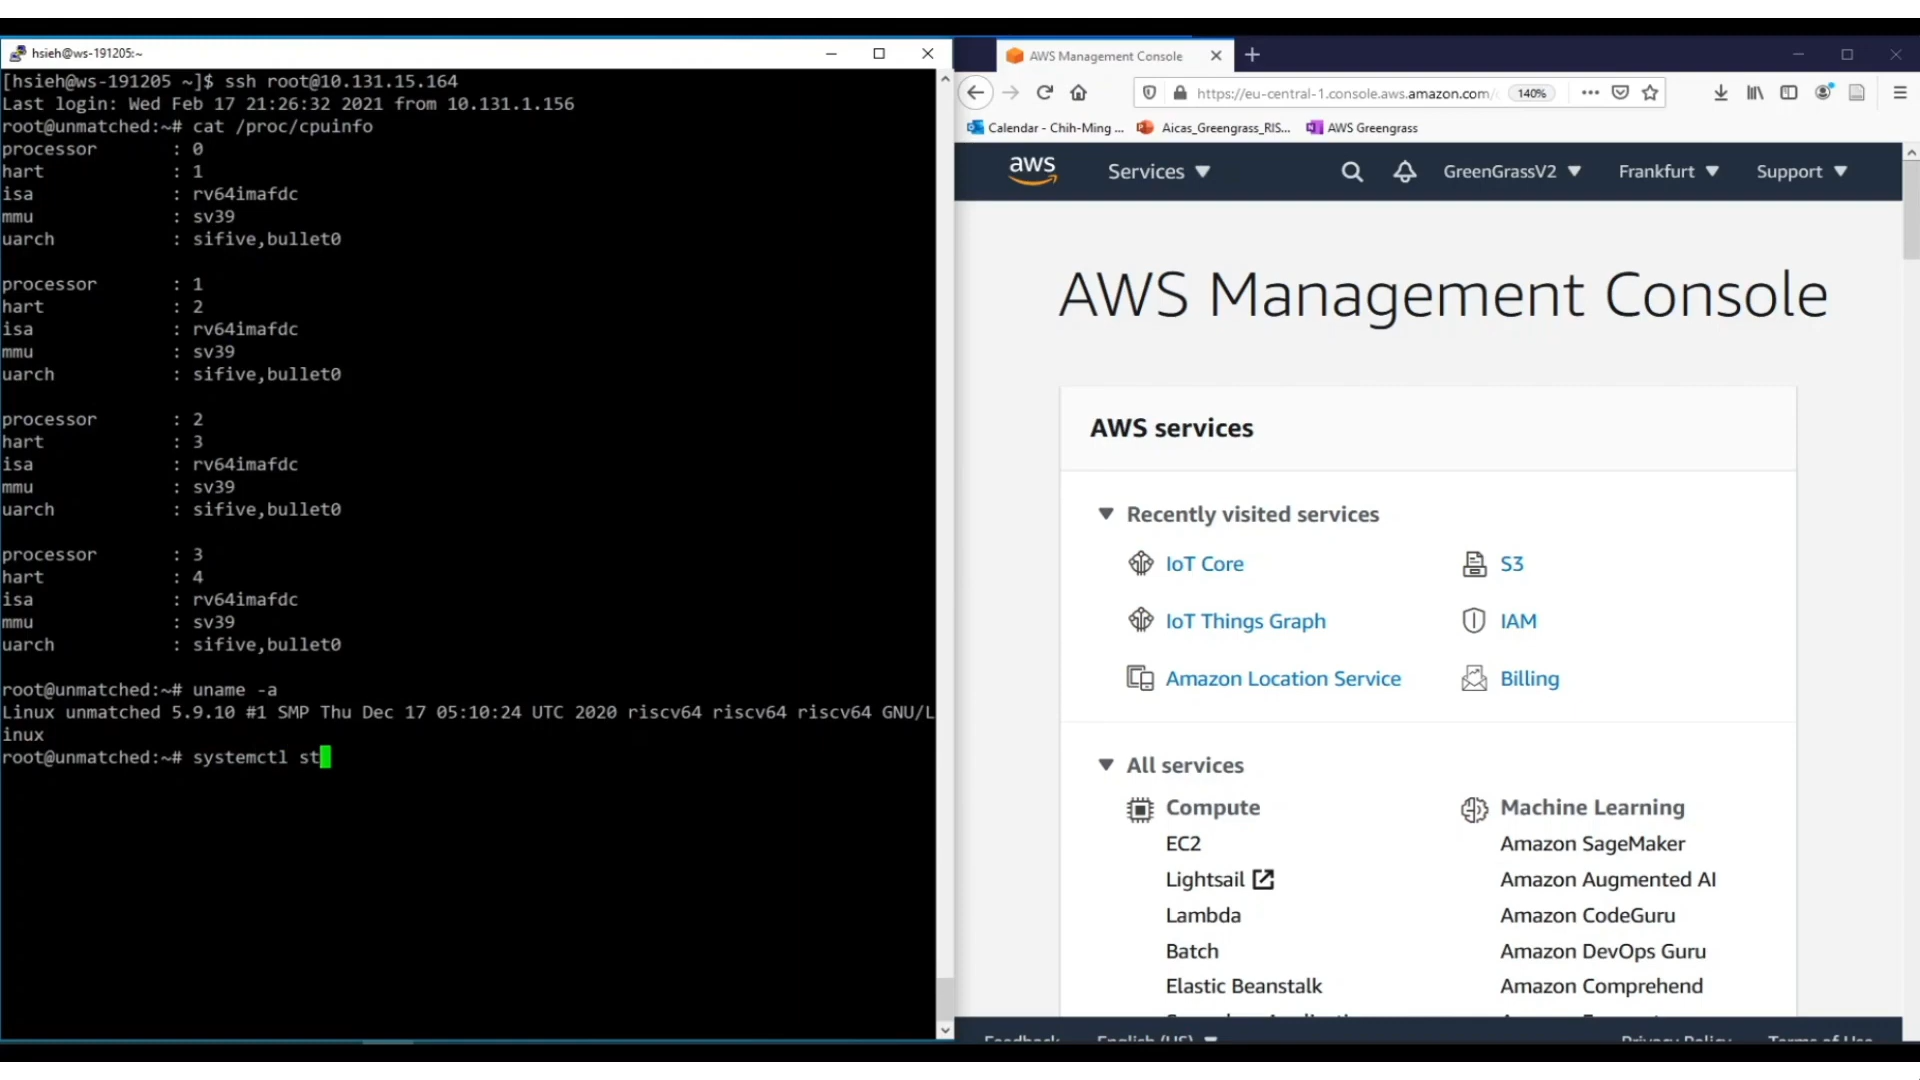 hsieh@ws-191205:~
[hsieh@ws-191205 ~]$ ssh root@10.131.15.164
Last login: Wed Feb 17 21:26:32 2021 from 10.131.1.156
root@unmatched:~# cat /proc/cpuinfo
processor : 0
hart : 1
isa : rv64imafdc
mmu : sv39
uarch : sifive,bullet0
processor : 1
hart : 2
isa : rv64imafdc
mmu : sv39
uarch : sifive,bullet0
processor : 2
hart : 3
isa : rv64imafdc
mmu : sv39
uarch : sifive,bullet0
processor : 3
hart : 4
isa : rv64imafdc
mmu : sv39
uarch : sifive,bullet0
root@unmatched:~# uname -a
Linux unmatched 5.9.10 #1 SMP Thu Dec 17 05:10:24 UTC 2020 riscv64 riscv64 riscv64 GNU/L
inux
root@unmatched:~# systemctl st
AWS Management Console
https://eu-central-1.console.aws.amazon.com/ 140%
Calendar - Chih-Ming ... Aicas_Greengrass_RIS... AWS Greengrass
aws Services GreenGrassV2 Frankfurt Support
AWS Management Console
AWS services
Recently visited services
IoT Core S3
IoT Things Graph IAM
Amazon Location Service Billing
All services
Compute Machine Learning
EC2 Amazon SageMaker
Lightsail Amazon Augmented AI
Lambda Amazon CodeGuru
Batch Amazon DevOps Guru
Elastic Beanstalk Amazon Comprehend
Feedback English (US) Privacy Policy Terms of Use